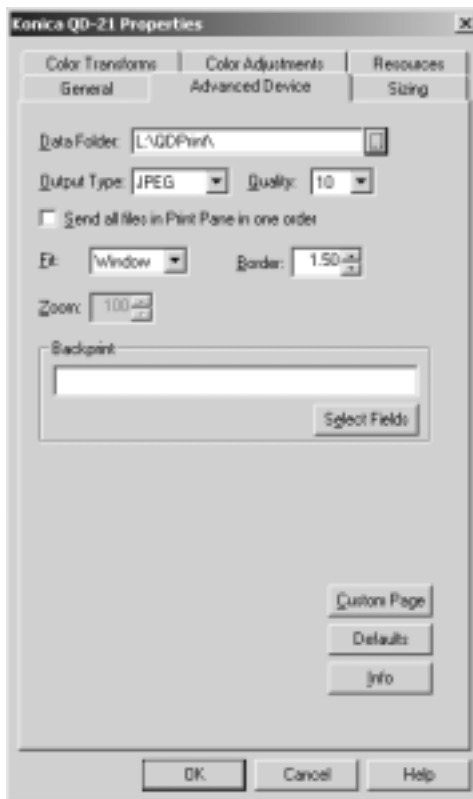 Konica QD-21 Properties
Color Transforms Color Adjustments Resources
General Advanced Device Sizing
Data Folder: L:\QDPrint\
Output Type: JPEG Quality: 10
Send all files in Print Pane in one order
Fit: Window Border: 1.50
Zoom: 100
Backprint
Select Fields
Custom Page
Defaults
Info
OK Cancel Help